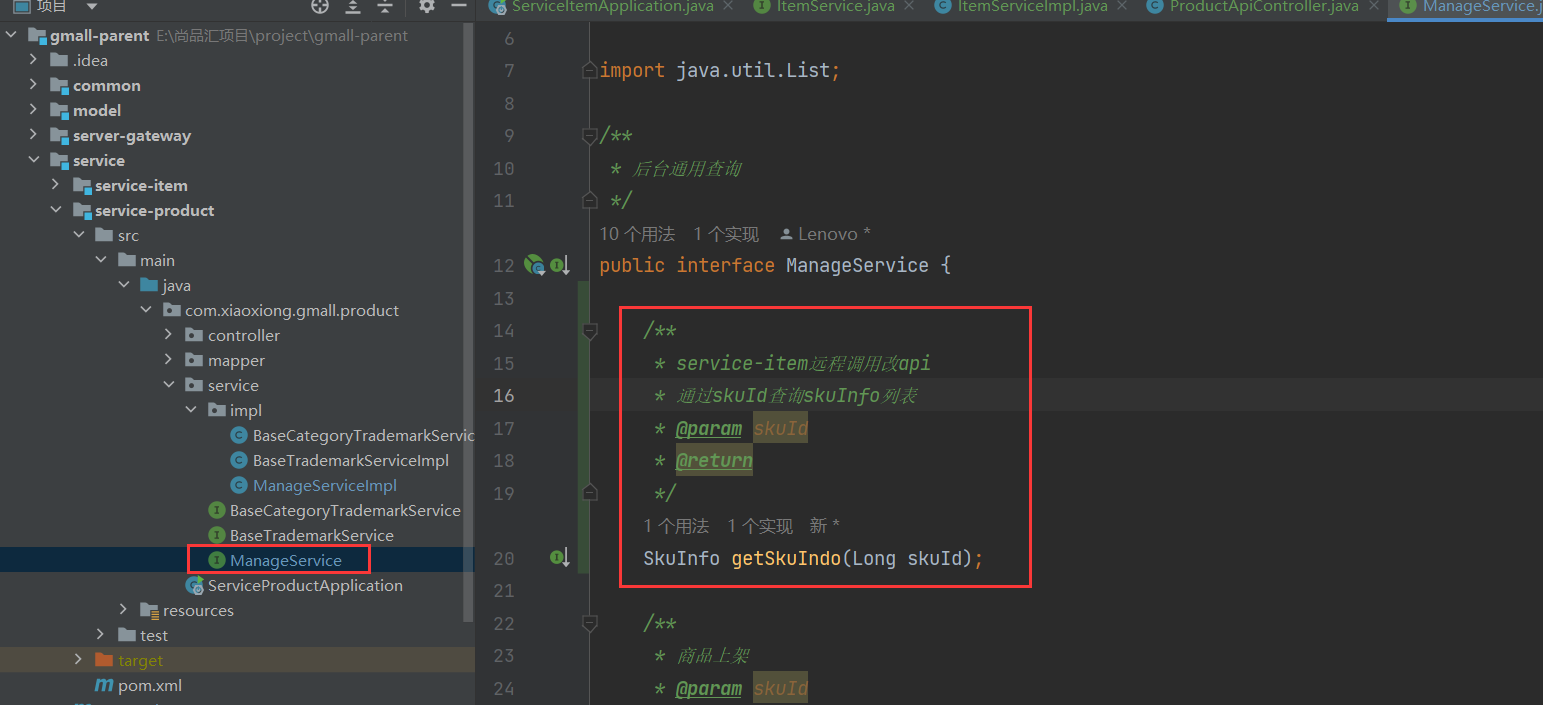 项目
ServiceItemApplication.java
ItemService.java
ItemServiceImpl.java
ProductApiController.java
ManageService.j
gmall-parent E:\尚品汇项目\project\gmall-parent
.idea
common
model
server-gateway
service
service-item
service-product
src
main
java
com.xiaoxiong.gmall.product
controller
mapper
service
impl
BaseCategoryTrademarkServic
BaseTrademarkServiceImpl
ManageServiceImpl
BaseCategoryTrademarkService
BaseTrademarkService
ManageService
ServiceProductApplication
resources
test
target
pom.xml
6
7 import java.util.List;
8
9 /**
10 * 后台通用查询
11 */
10 个用法 1 个实现 Lenovo *
12 public interface ManageService {
13
14 /**
15 * service-item远程调用改api
16 * 通过skuId查询skuInfo列表
17 * @param skuId
18 * @return
19 */
1 个用法 1 个实现 新 *
20 SkuInfo getSkuIndo(Long skuId);
21
22 /**
23 * 商品上架
24 * @param skuId